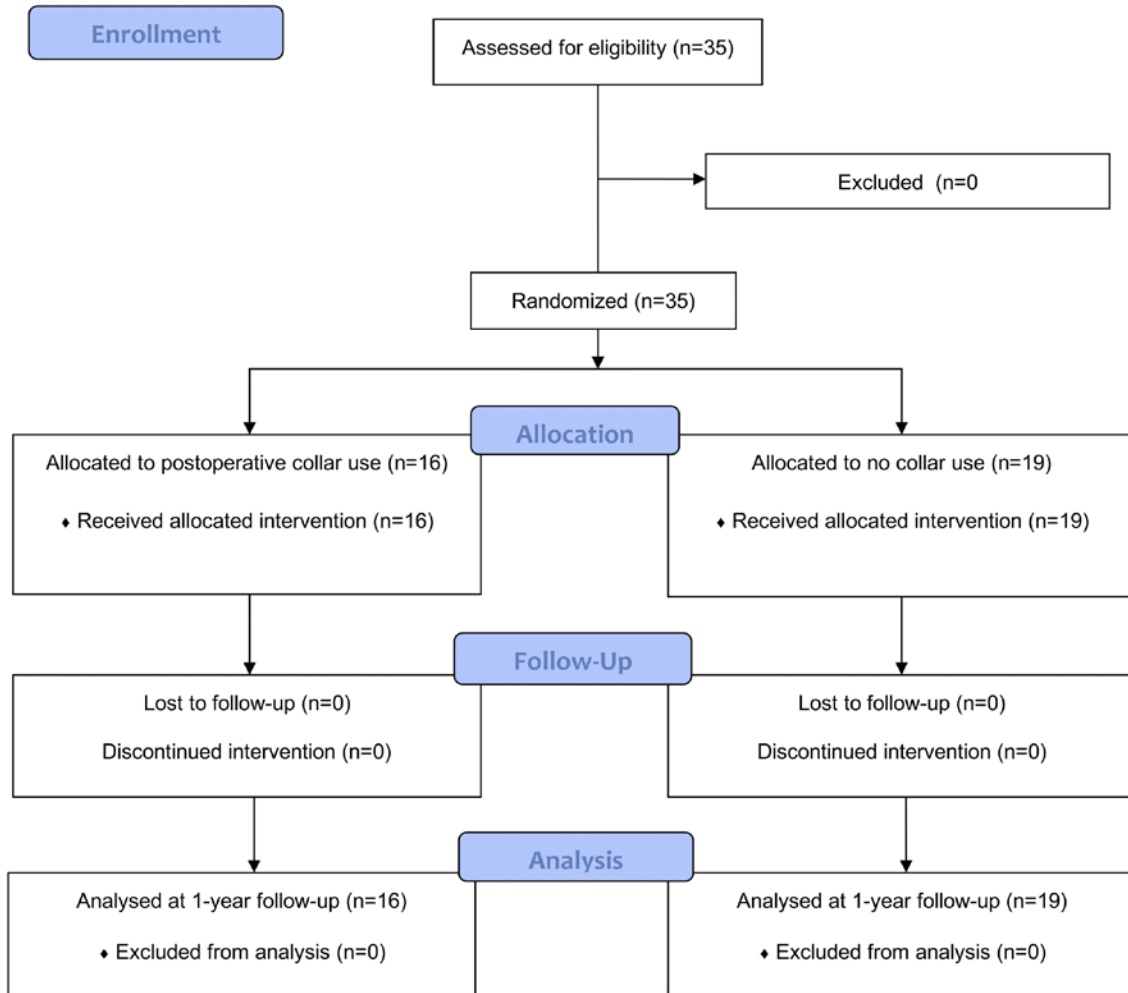 Enrollment
Assessed for eligibility (n=35)
Excluded (n=0
Randomized (n=35)
Allocation
Allocated to postoperative collar use (n=16)
♦ Received allocated intervention (n=16)
Allocated to no collar use (n=19)
♦ Received allocated intervention (n=19)
Follow-Up
Lost to follow-up (n=0)
Discontinued intervention (n=0)
Lost to follow-up (n=0)
Discontinued intervention (n=0)
Analysis
Analysed at 1-year follow-up (n=16)
♦ Excluded from analysis (n=0)
Analysed at 1-year follow-up (n=19)
♦ Excluded from analysis (n=0)